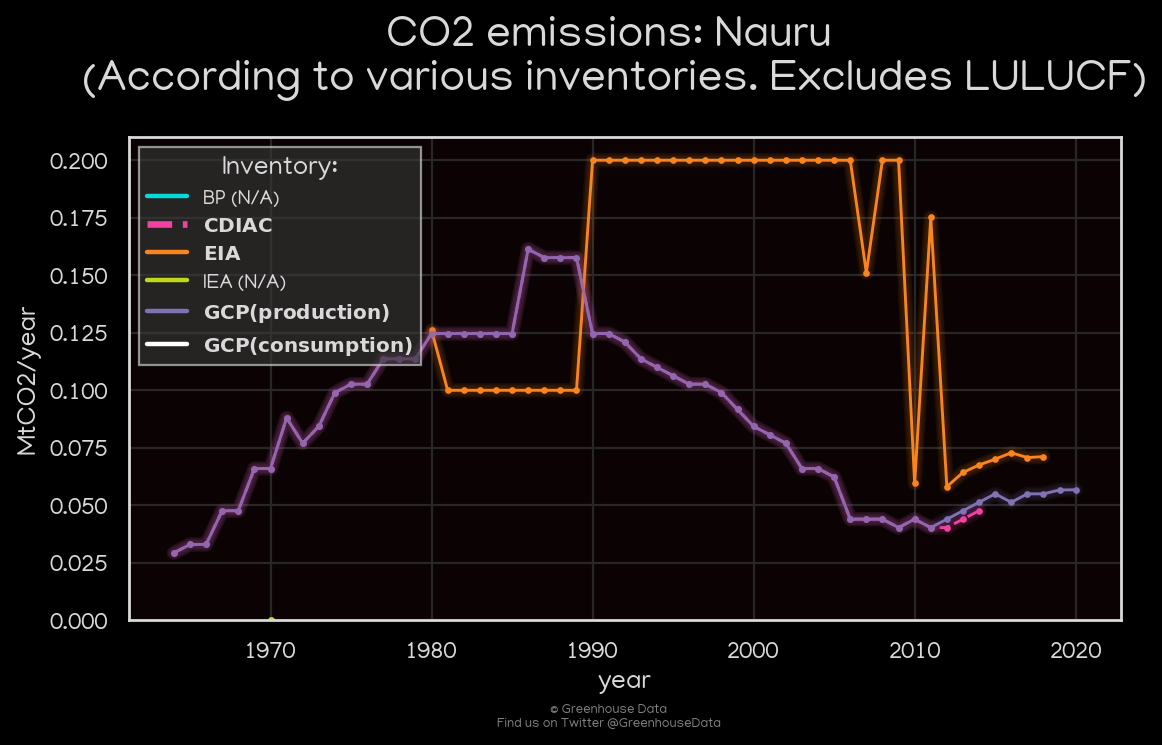 CO2 emissions: Nauru
(According to various inventories. Excludes LULUCF)
Inventory:
BP (N/A)
CDIAC
EIA
IEA (N/A)
GCP(production)
GCP(consumption)
MtCO2/year
0.200
0.175
0.150
0.125
0.100
0.075
0.050
0.025
0.000
1970 1980 1990 2000 2010 2020
year
© Greenhouse Data
Find us on Twitter @GreenhouseData